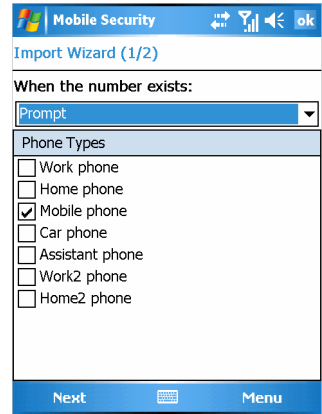 Mobile Security
ok
Import Wizard (1/2)
When the number exists:
Prompt
Phone Types
Work phone
Home phone
Mobile phone
Car phone
Assistant phone
Work2 phone
Home2 phone
Next
Menu